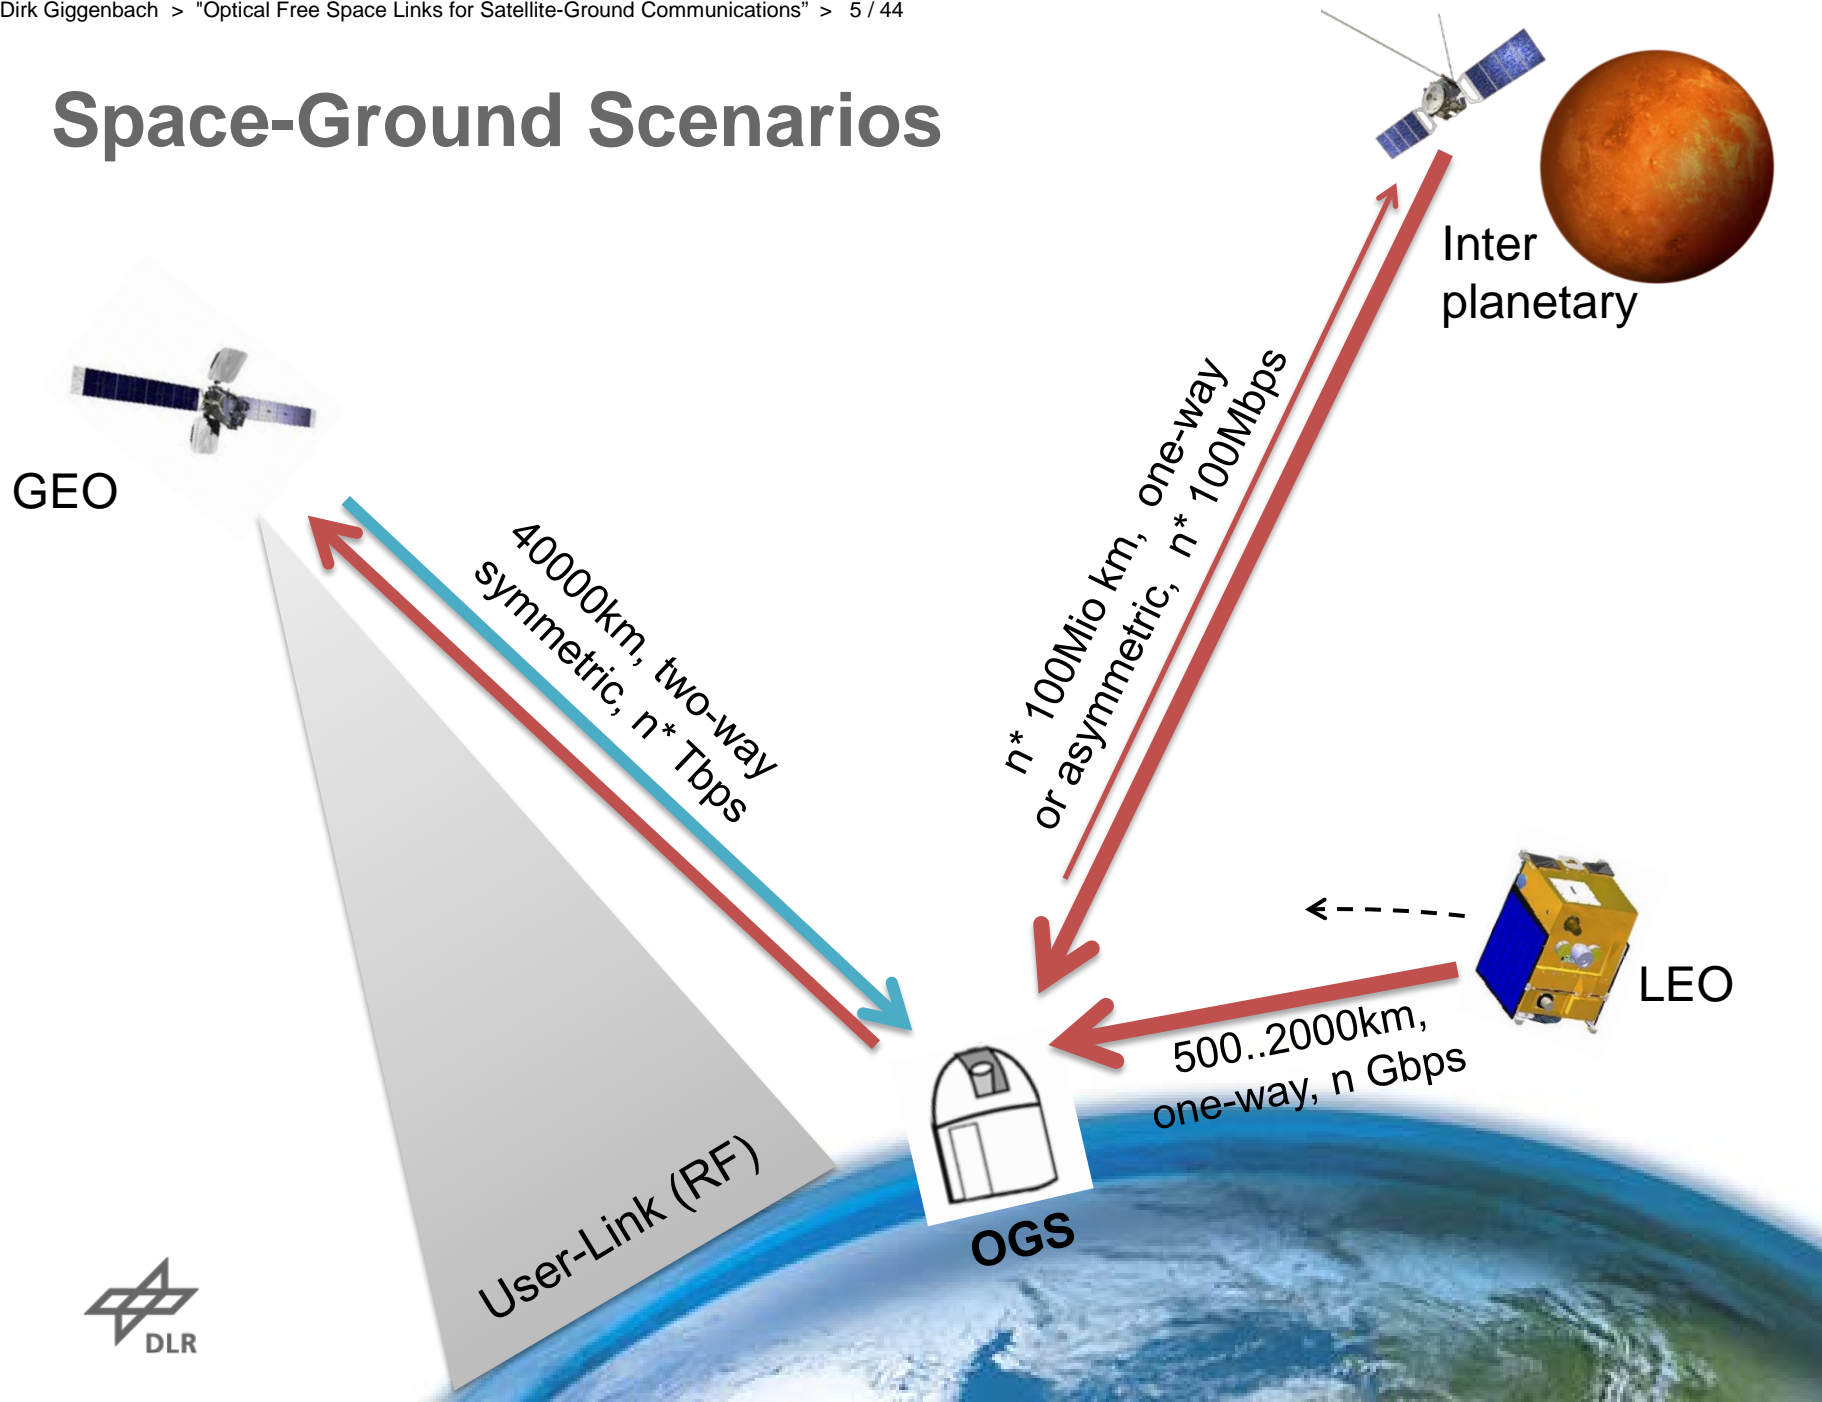 Dirk Giggenbach > "Optical Free Space Links for Satellite-Ground Communications” > 5 / 44
Space-Ground Scenarios
Inter
planetary
GEO
40000km, two-way
symmetric, n* Tbps
n* 100Mio km, one-way
or asymmetric, n* 100Mbps
LEO
500..2000km,
one-way, n Gbps
User-Link (RF)
OGS
DLR